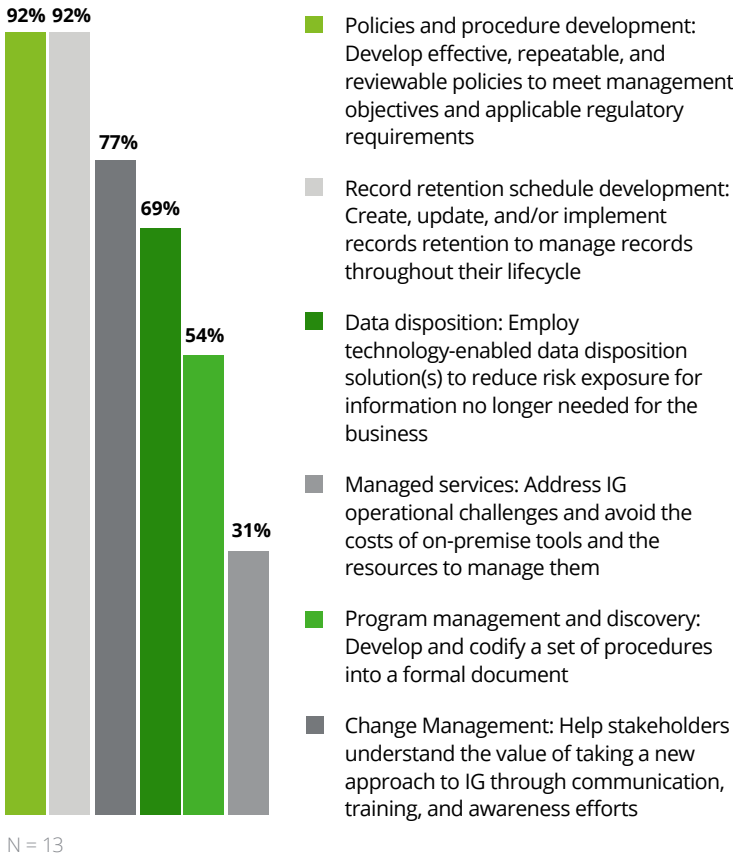 92% 92%
77%
69%
54%
31%
N = 13
Policies and procedure development:
Develop effective, repeatable, and
reviewable policies to meet management
objectives and applicable regulatory
requirements
Record retention schedule development:
Create, update, and/or implement
records retention to manage records
throughout their lifecycle
Data disposition: Employ
technology-enabled data disposition
solution(s) to reduce risk exposure for
information no longer needed for the
business
Managed services: Address IG
operational challenges and avoid the
costs of on-premise tools and the
resources to manage them
Program management and discovery:
Develop and codify a set of procedures
into a formal document
Change Management: Help stakeholders
understand the value of taking a new
approach to IG through communication,
training, and awareness efforts